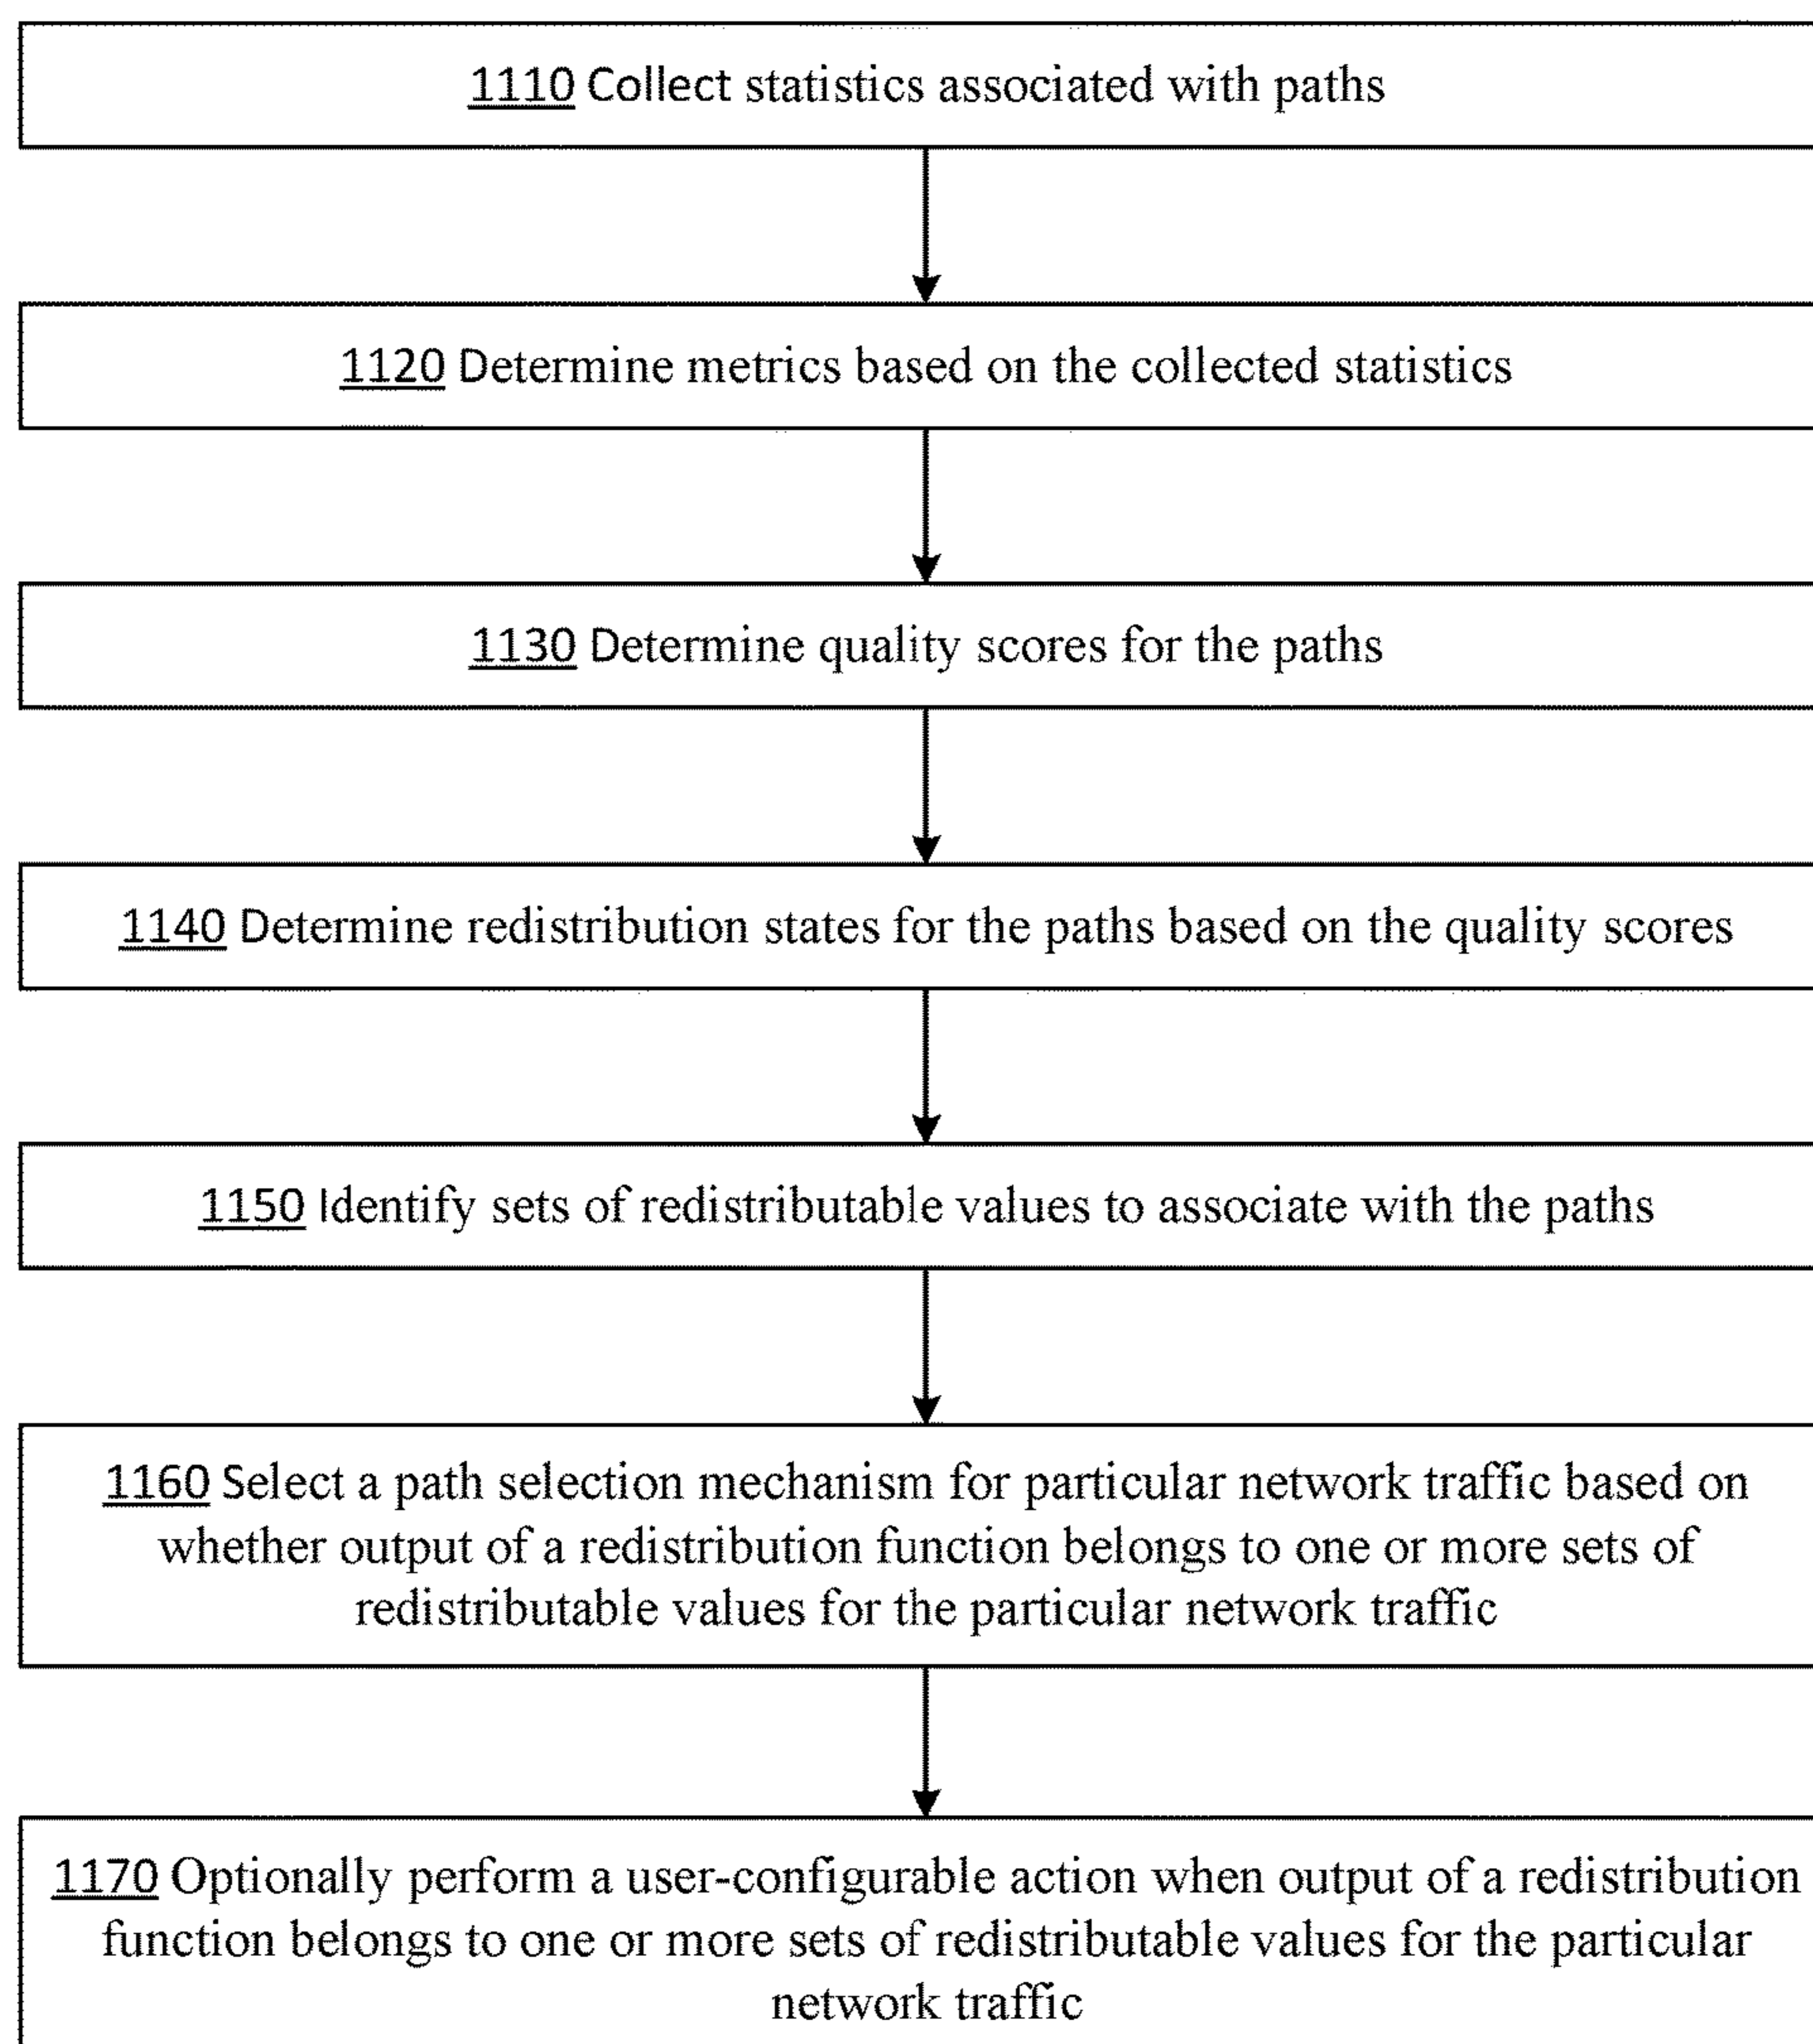 1110 Collect statistics associated with paths
1120 Determine metrics based on the collected statistics
1130 Determine quality scores for the paths
1140 Determine redistribution states for the paths based on the quality scores
1150 Identify sets of redistributable values to associate with the paths
1160 Select a path selection mechanism for particular network traffic based on
whether output of a redistribution function belongs to one or more sets of
redistributable values for the particular network traffic
1170 Optionally perform a user-configurable action when output of a redistribution
function belongs to one or more sets of redistributable values for the particular
network traffic